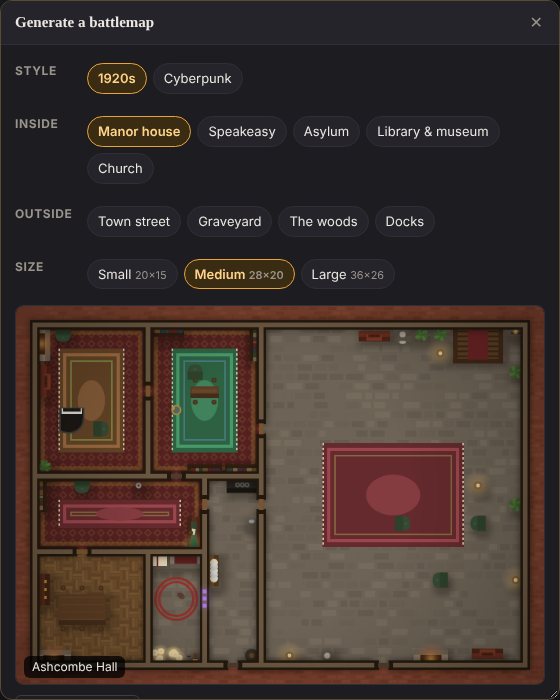 Generate a battlemap ×
STYLE 1920s Cyberpunk
INSIDE Manor house Speakeasy Asylum Library & museum
Church
OUTSIDE Town street Graveyard The woods Docks
SIZE Small 20×15 Medium 28×20 Large 36×26
Ashcombe Hall